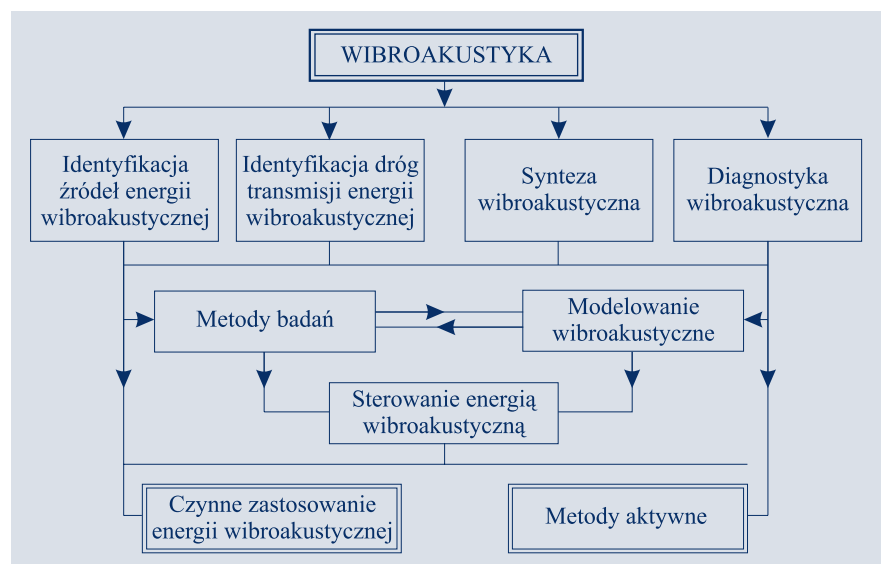 WIBROAKUSTYKA
Identyfikacja
źródeł energii
wibroakustycznej
Identyfikacja dróg
transmisji energii
wibroakustycznej
Synteza
wibroakustyczna
Diagnostyka
wibroakustyczna
Metody badań
Modelowanie
wibroakustyczne
Sterowanie energią
wibroakustyczną
Czynne zastosowanie
energii wibroakustycznej
Metody aktywne